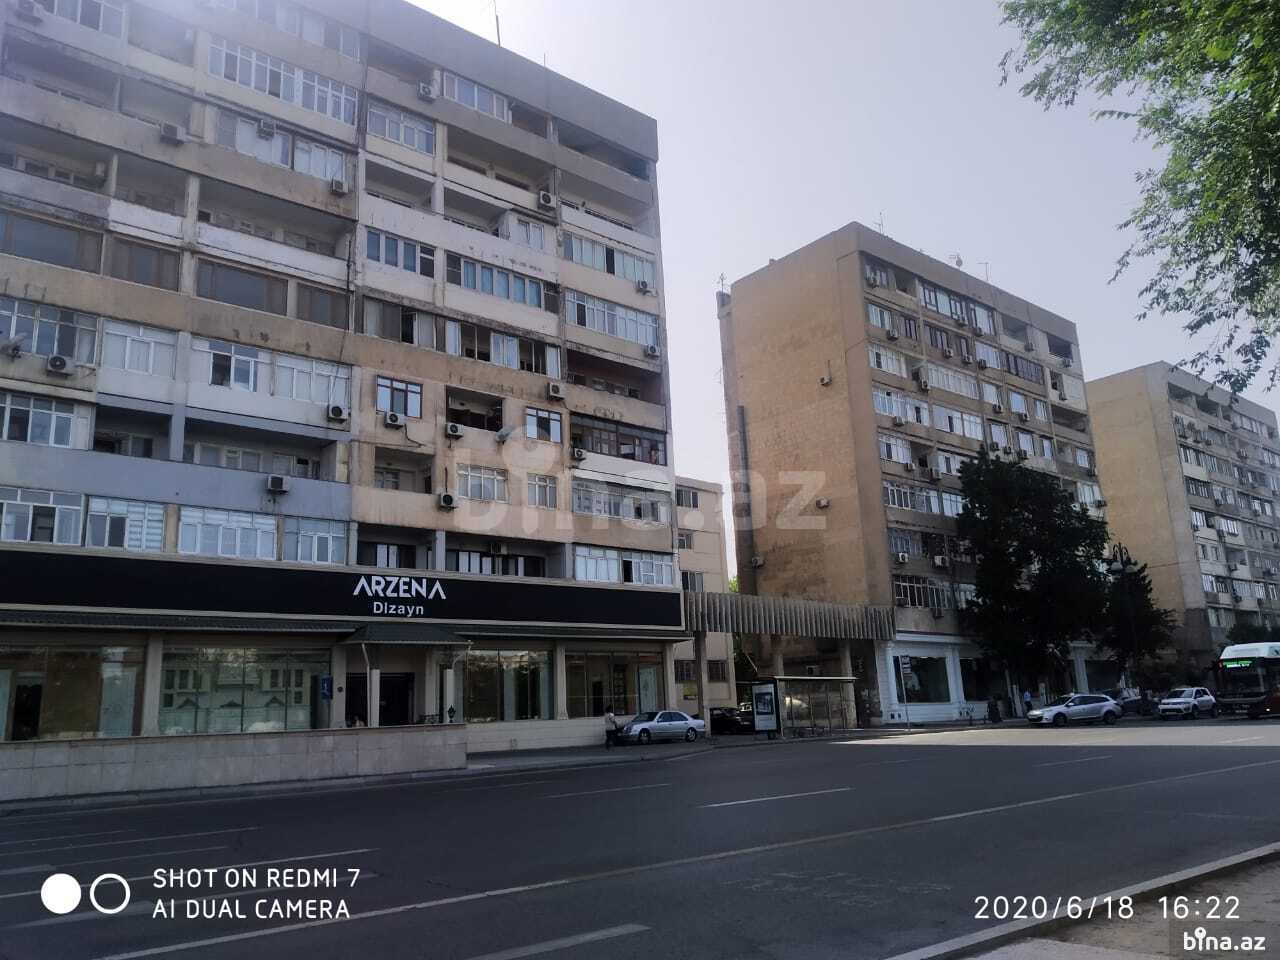 ARZENA
Dizayn
bina.az
SHOT ON REDMI 7
AI DUAL CAMERA
2020/6/18 16:22
bina.az